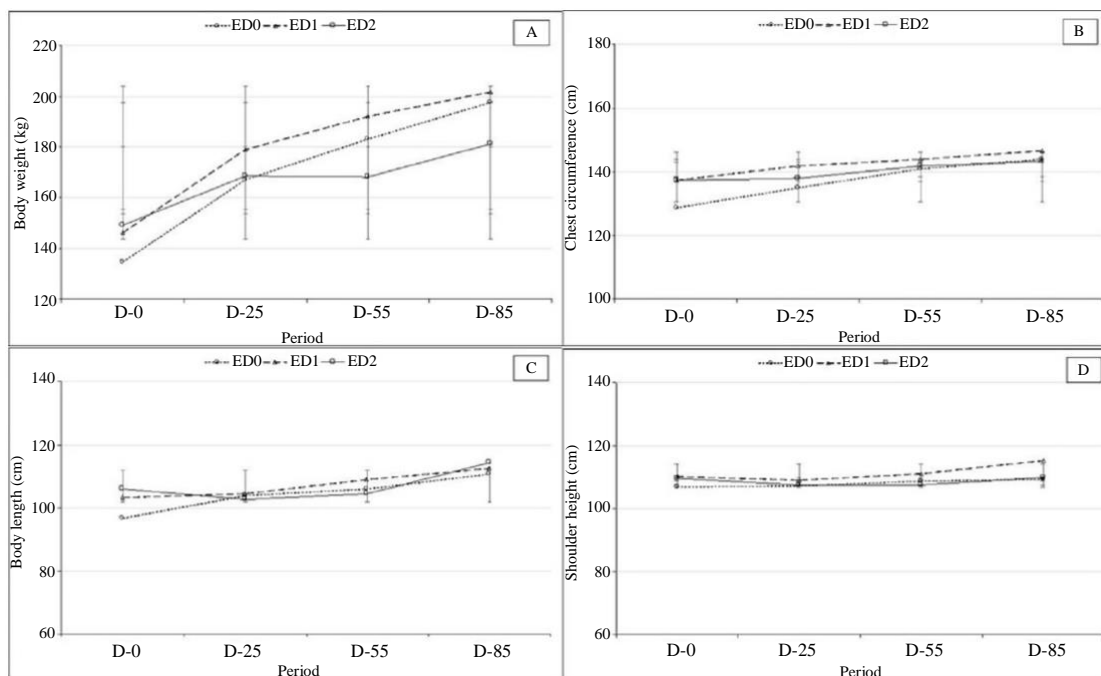 ED0 ED1 ED2
A
Body weight (kg)
220
200
180
160
140
120
D-0 D-25 D-55 D-85
Period
ED0 ED1 ED2
B
Chest circumference (cm)
180
160
140
120
100
D-0 D-25 D-55 D-85
Period
ED0 ED1 ED2
C
Body length (cm)
140
120
100
80
60
D-0 D-25 D-55 D-85
Period
ED0 ED1 ED2
D
Shoulder height (cm)
140
120
100
80
60
D-0 D-25 D-55 D-85
Period